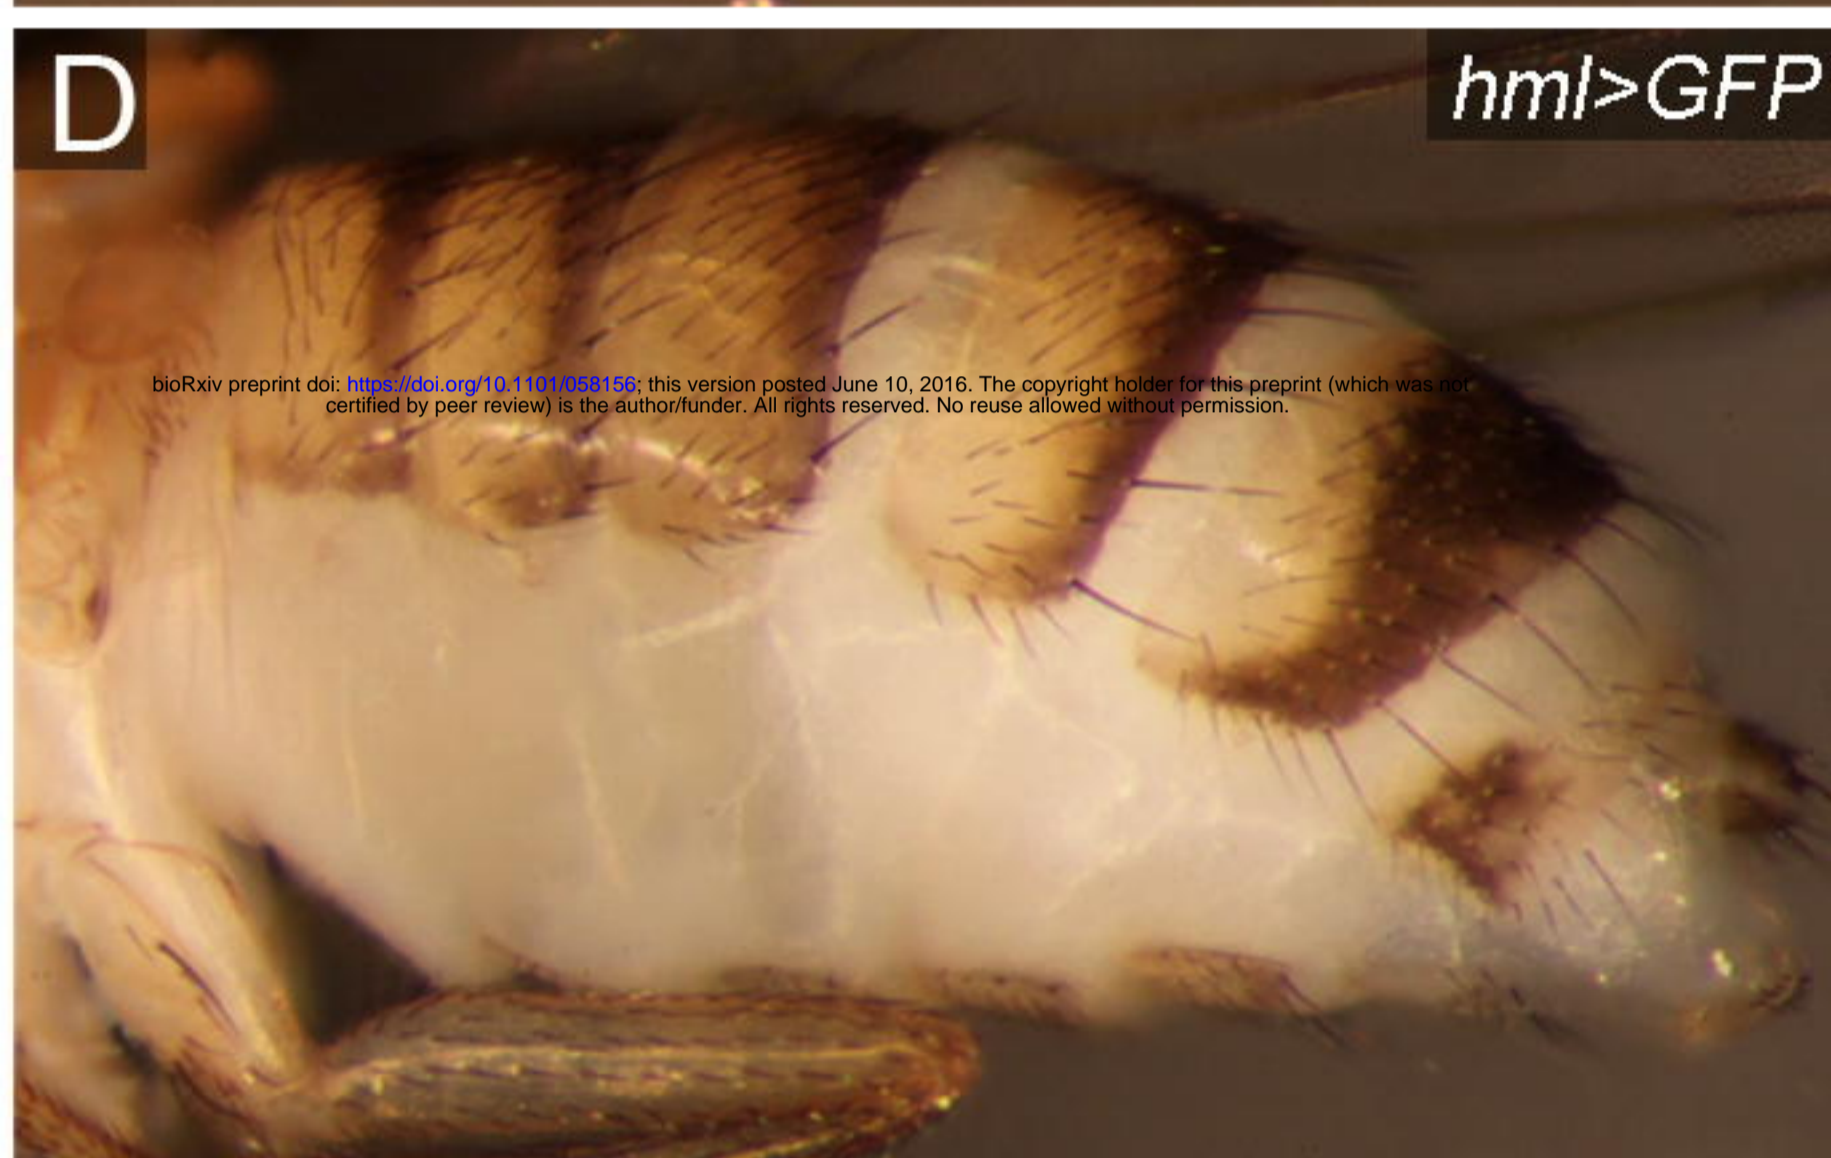 D
hml>GFP
bioRxiv preprint doi: https://doi.org/10.1101/058156; this version posted June 10, 2016. The copyright holder for this preprint (which was not
certified by peer review) is the author/funder. All rights reserved. No reuse allowed without permission.